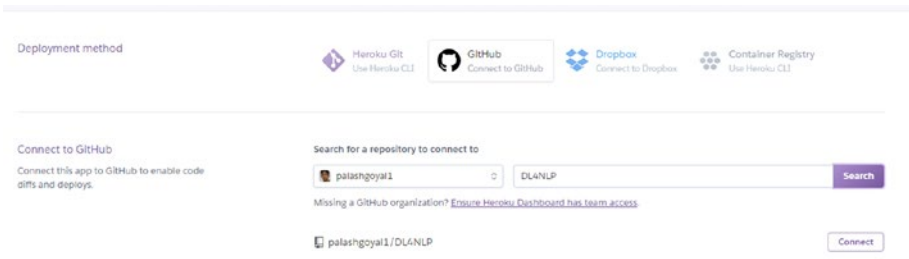 Deployment method
Heroku Git
Use Heroku CLI
GitHub
Connect to GitHub
Dropbox
Connect to Dropbox
Container Registry
Use Heroku CLI
Connect to GitHub
Connect this app to GitHub to enable code
diffs and deploys.
Search for a repository to connect to
palashgoyal1
DL4NLP
Search
Missing a GitHub organization? Ensure Heroku Dashboard has team access.
palashgoyal1/DL4NLP
Connect